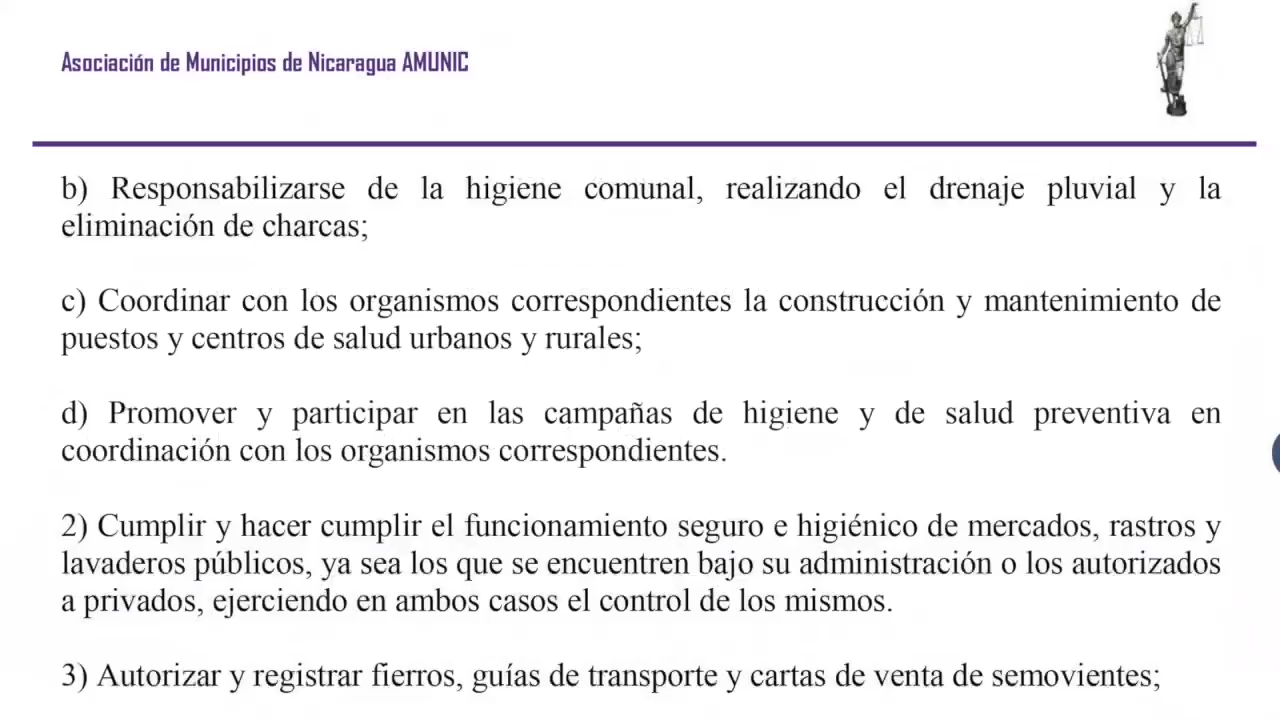 Asociación de Municipios de Nicaragua AMUNIC
b) Responsabilizarse de la higiene comunal, realizando el drenaje pluvial y la
eliminación de charcas;
c) Coordinar con los organismos correspondientes la construcción y mantenimiento de
puestos y centros de salud urbanos y rurales;
d) Promover y participar en las campañas de higiene y de salud preventiva en
coordinación con los organismos correspondientes.
2) Cumplir y hacer cumplir el funcionamiento seguro e higiénico de mercados, rastros y
lavaderos públicos, ya sea los que se encuentren bajo su administración o los autorizados
a privados, ejerciendo en ambos casos el control de los mismos.
3) Autorizar y registrar fierros, guías de transporte y cartas de venta de semovientes;